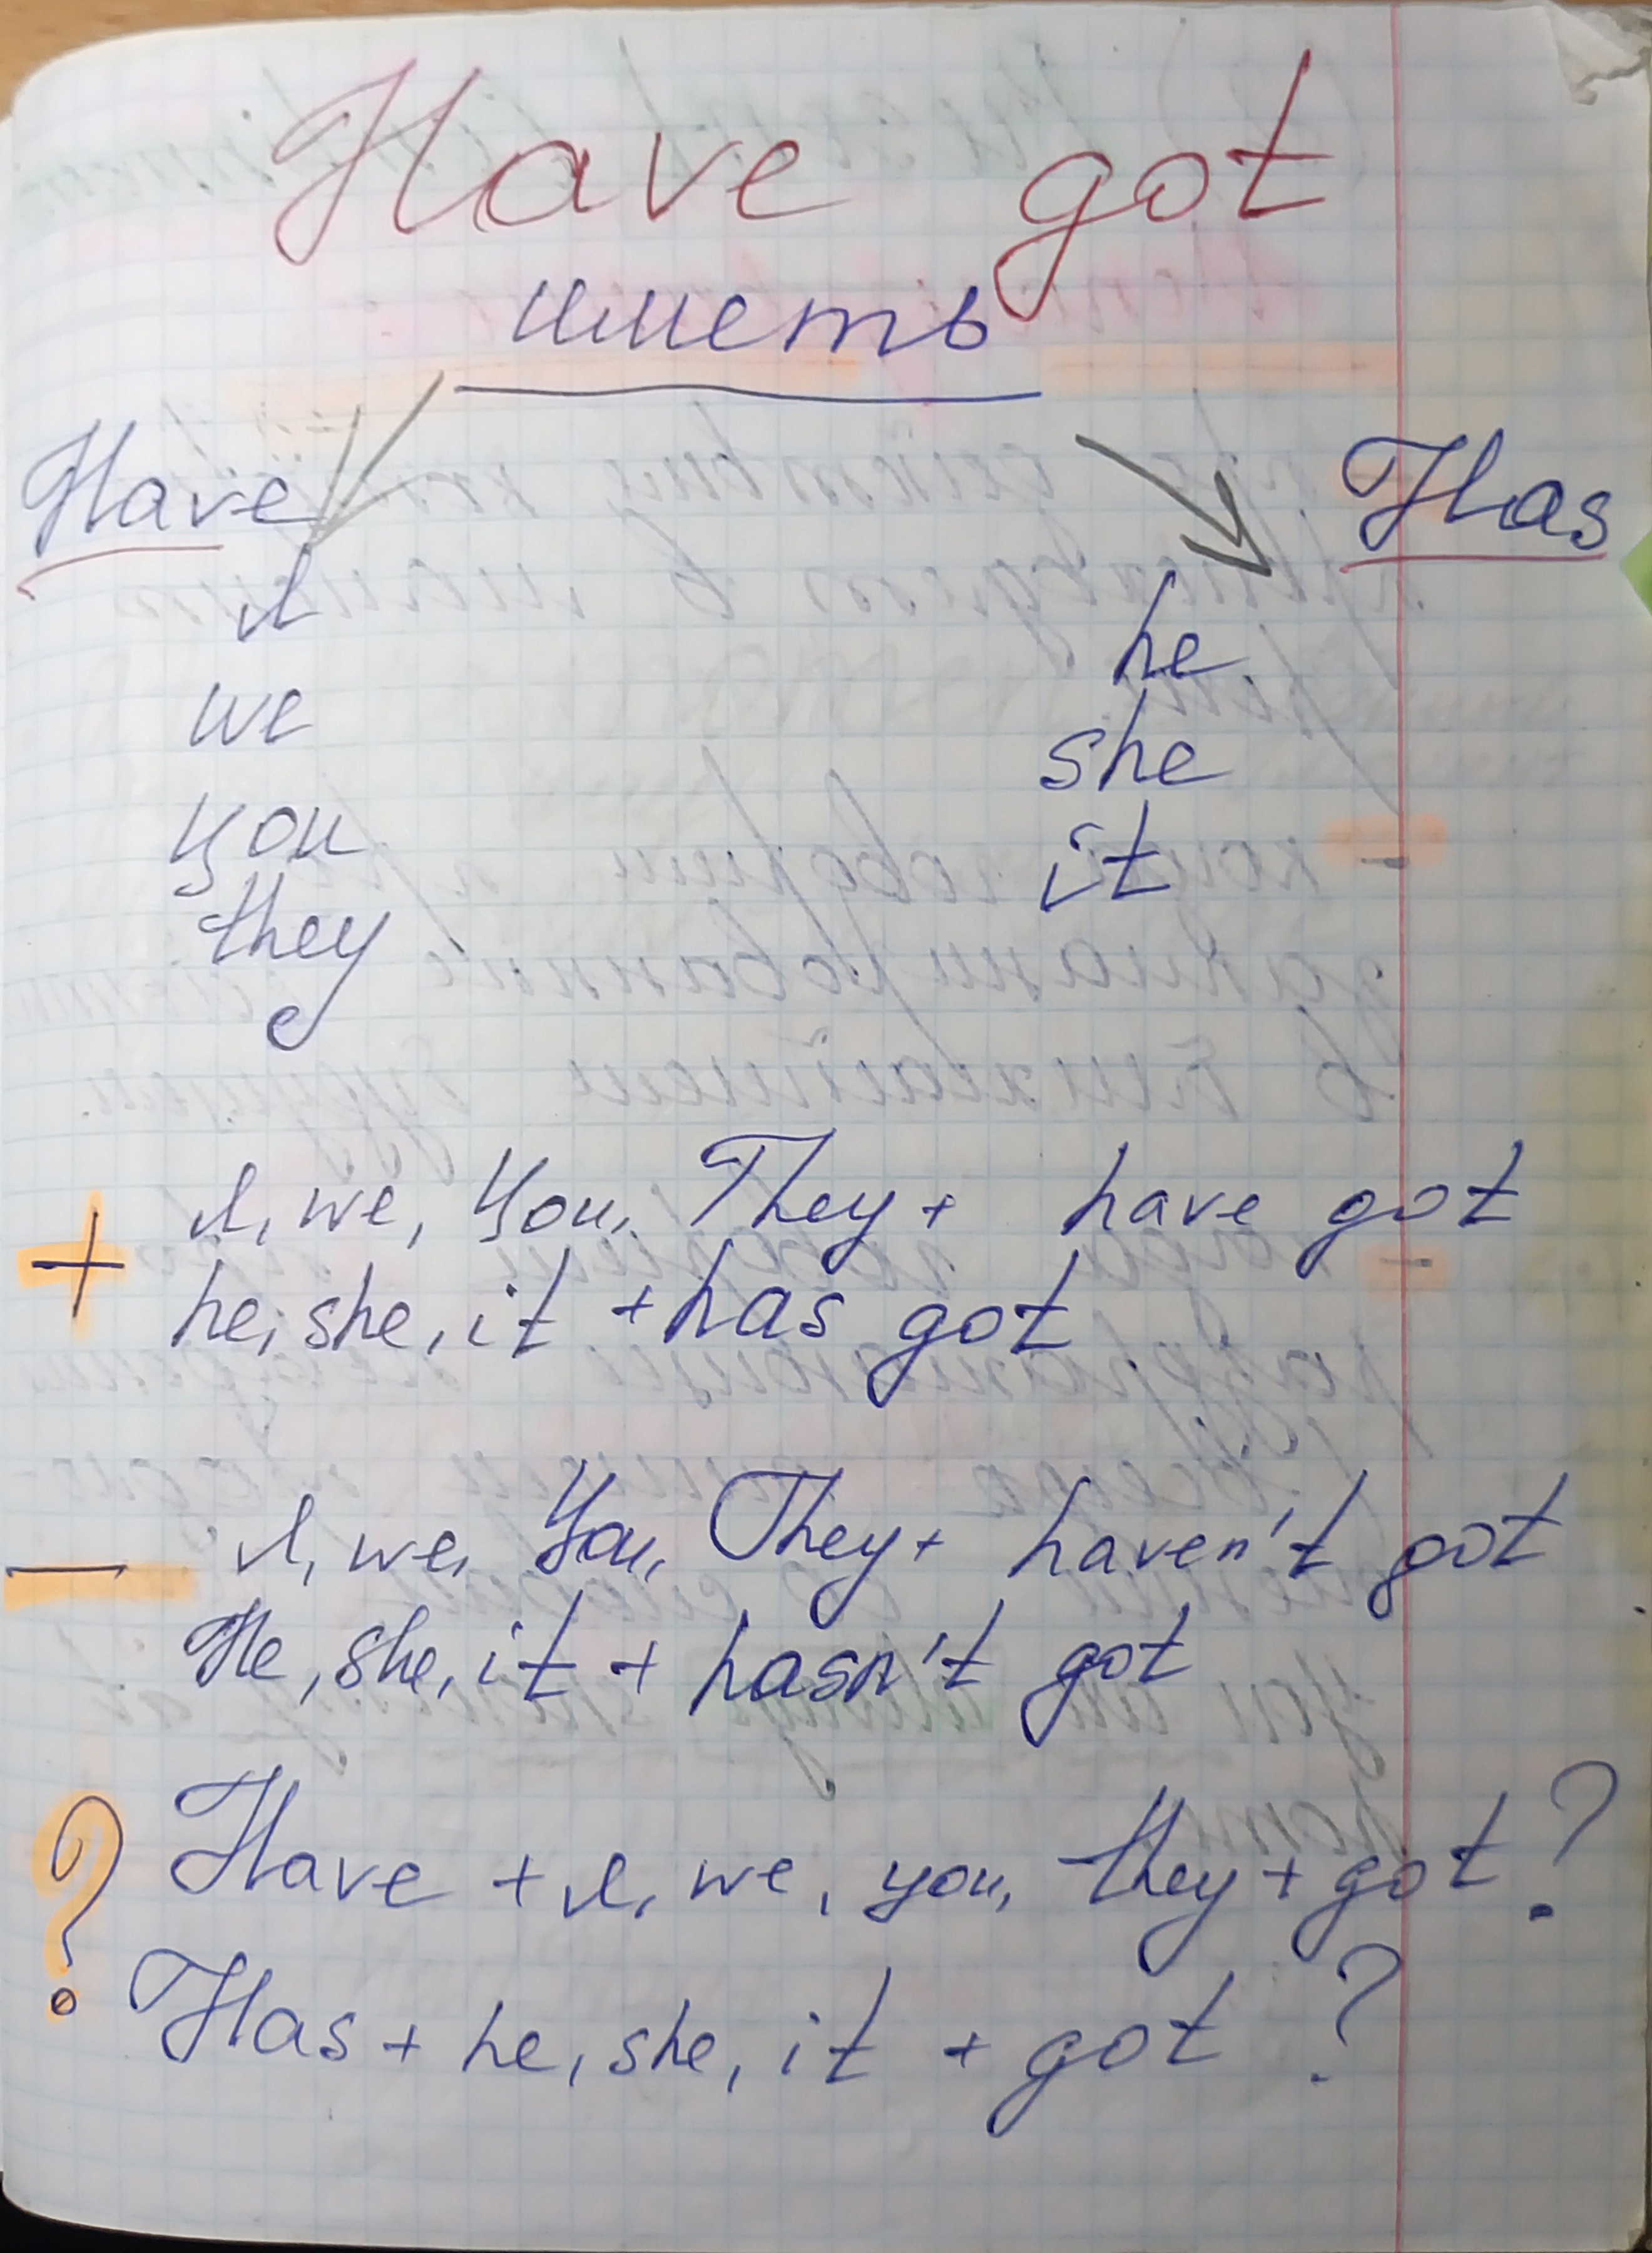 Have got
иметь
Have Has
I
we
you
they
he
she
it
+ I, we, you, They + have got
he, she, it + has got
— I, we, You, They + haven't got
He, she, it + hasn't got
? Have + I, we, you, they + got?
Has + he, she, it + got?